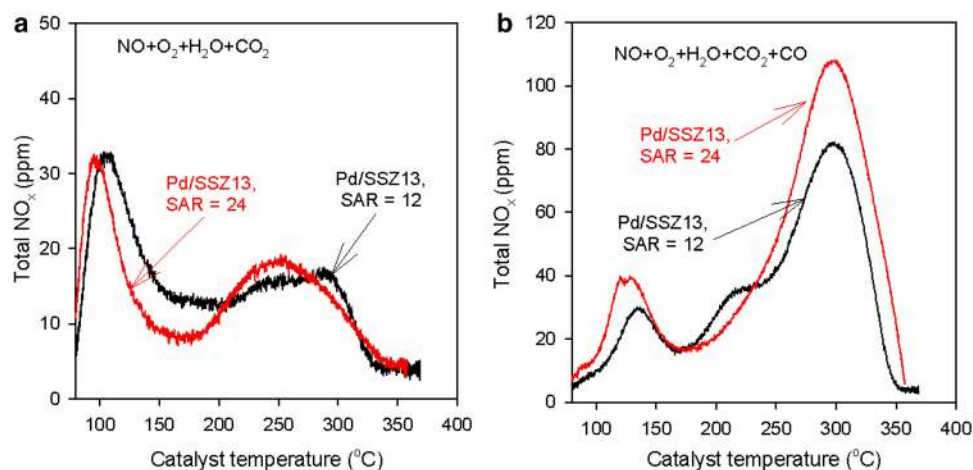 a
NO+O₂+H₂O+CO₂
Total NOₓ (ppm)
50
40
30
20
10
0
Pd/SSZ13,
SAR = 24
Pd/SSZ13,
SAR = 12
100 150 200 250 300 350 400
Catalyst temperature (⁰C)
b
NO+O₂+H₂O+CO₂+CO
Total NOₓ (ppm)
120
100
80
60
40
20
0
Pd/SSZ13,
SAR = 24
Pd/SSZ13,
SAR = 12
100 150 200 250 300 350 400
Catalyst temperature (⁰C)